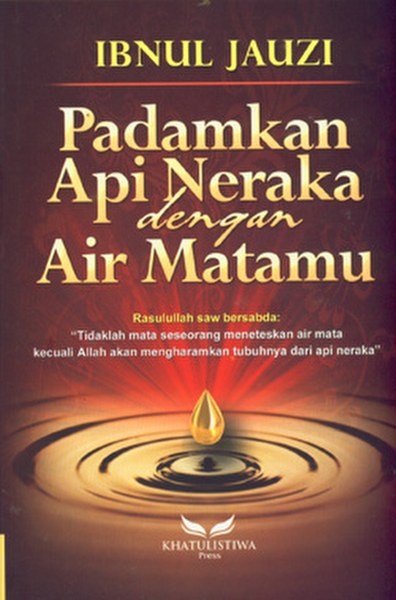 IBNUL JAUZI
Padamkan
Api Neraka
dengan
Air Matamu
Rasulullah saw bersabda:
“Tidaklah mata seseorang meneteskan air mata
kecuali Allah akan mengharamkan tubuhnya dari api neraka”
KHATULISTIWA
Press